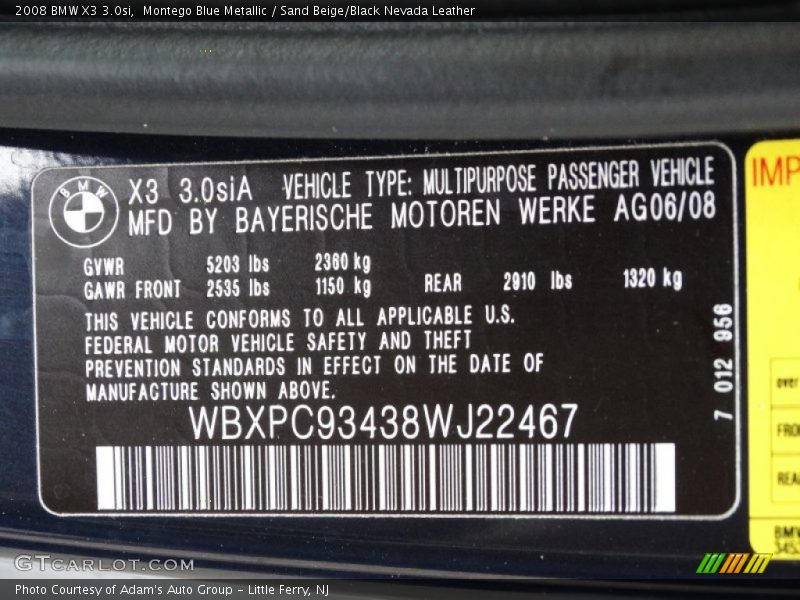 2008 BMW X3 3.0si, Montego Blue Metallic / Sand Beige/Black Nevada Leather
BMW
X3 3.0siA VEHICLE TYPE: MULTIPURPOSE PASSENGER VEHICLE
MFD BY BAYERISCHE MOTOREN WERKE AG06/08
GVWR 5203 lbs 2360 kg
GAWR FRONT 2535 lbs 1150 kg REAR 2910 lbs 1320 kg
THIS VEHICLE CONFORMS TO ALL APPLICABLE U.S.
FEDERAL MOTOR VEHICLE SAFETY AND THEFT
PREVENTION STANDARDS IN EFFECT ON THE DATE OF
MANUFACTURE SHOWN ABOVE.
WBXPC93438WJ22467
7 012 956
IMP
over
FRO
REA
BMW
GTCARLOT.COM
Photo Courtesy of Adam's Auto Group - Little Ferry, NJ